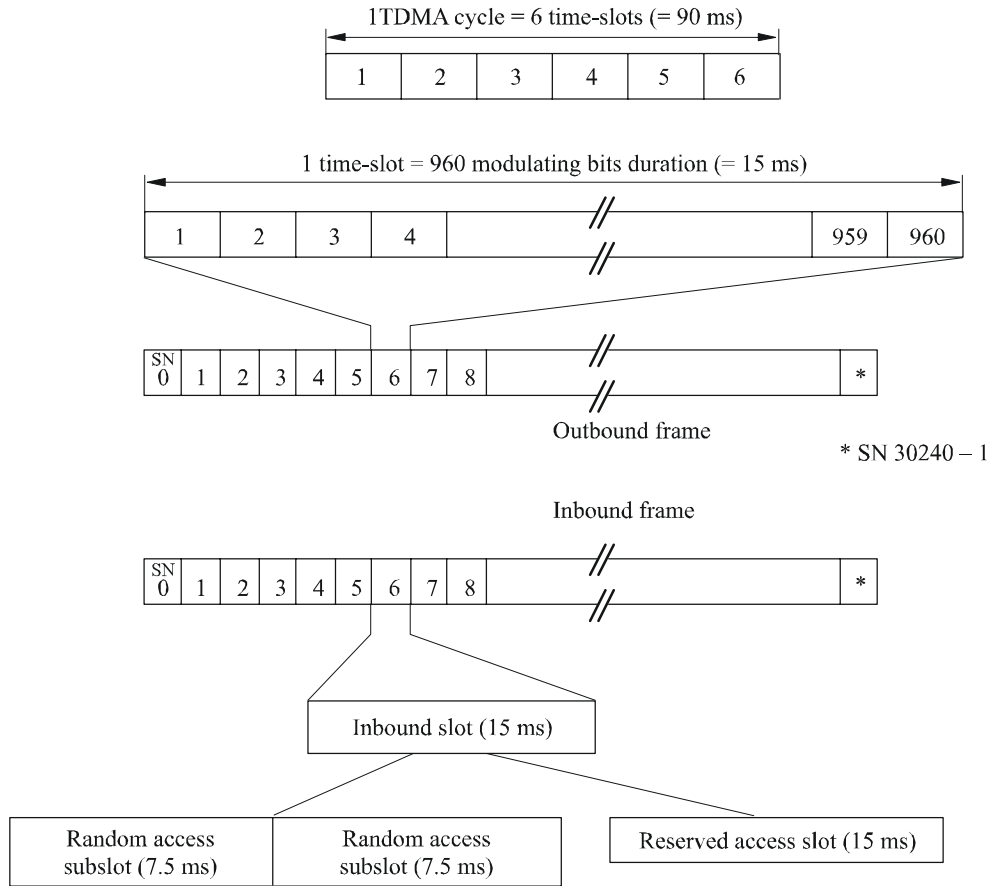 1TDMA cycle = 6 time-slots (= 90 ms)
1 2 3 4 5 6
1 time-slot = 960 modulating bits duration (= 15 ms)
1 2 3 4 959 960
SN
0 1 2 3 4 5 6 7 8 *
Outbound frame
* SN 30240 – 1
Inbound frame
SN
0 1 2 3 4 5 6 7 8 *
Inbound slot (15 ms)
Random access
subslot (7.5 ms)
Random access
subslot (7.5 ms)
Reserved access slot (15 ms)